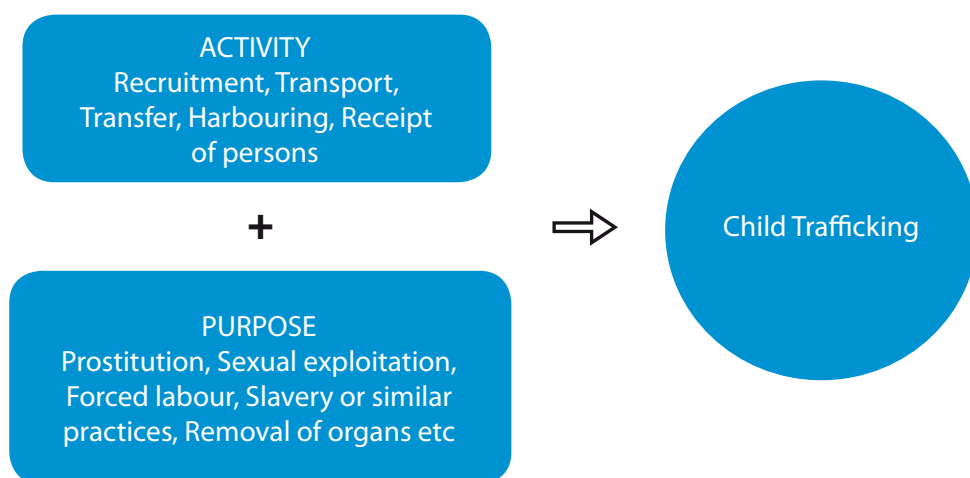 ACTIVITY
Recruitment, Transport,
Transfer, Harbouring, Receipt
of persons
+
PURPOSE
Prostitution, Sexual exploitation,
Forced labour, Slavery or similar
practices, Removal of organs etc
Child Trafficking